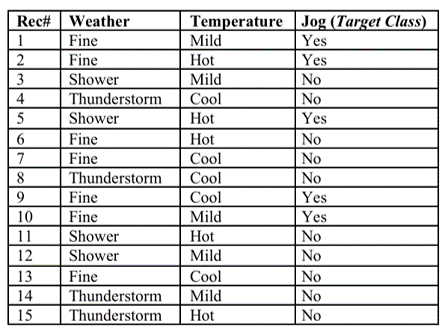 Rec# Weather Temperature Jog (Target Class)
1 Fine Mild Yes
2 Fine Hot Yes
3 Shower Mild No
4 Thunderstorm Cool No
5 Shower Hot Yes
6 Fine Hot No
7 Fine Cool No
8 Thunderstorm Cool No
9 Fine Cool Yes
10 Fine Mild Yes
11 Shower Hot No
12 Shower Mild No
13 Fine Cool No
14 Thunderstorm Mild No
15 Thunderstorm Hot No